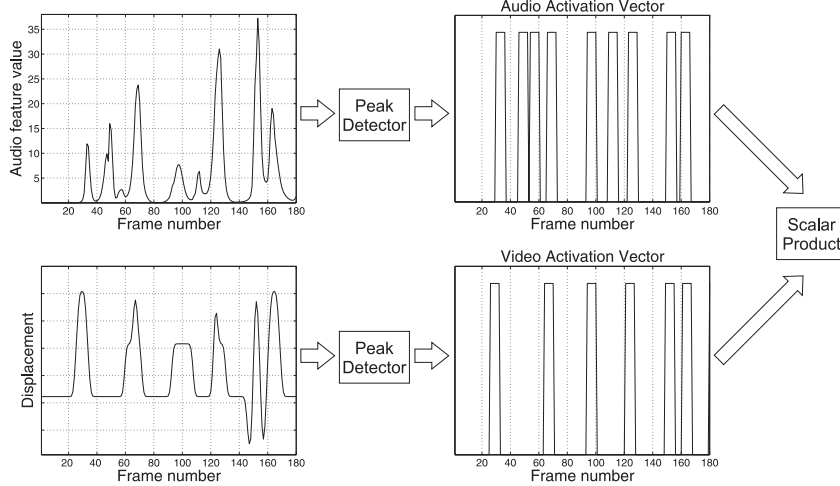 Audio Activation Vector
Audio feature value
35
30
25
20
15
10
5
20 40 60 80 100 120 140 160 180
Frame number
Peak
Detector
20 40 60 80 100 120 140 160 180
Frame number
Scalar
Product
Video Activation Vector
Displacement
20 40 60 80 100 120 140 160 180
Frame number
Peak
Detector
20 40 60 80 100 120 140 160 180
Frame number